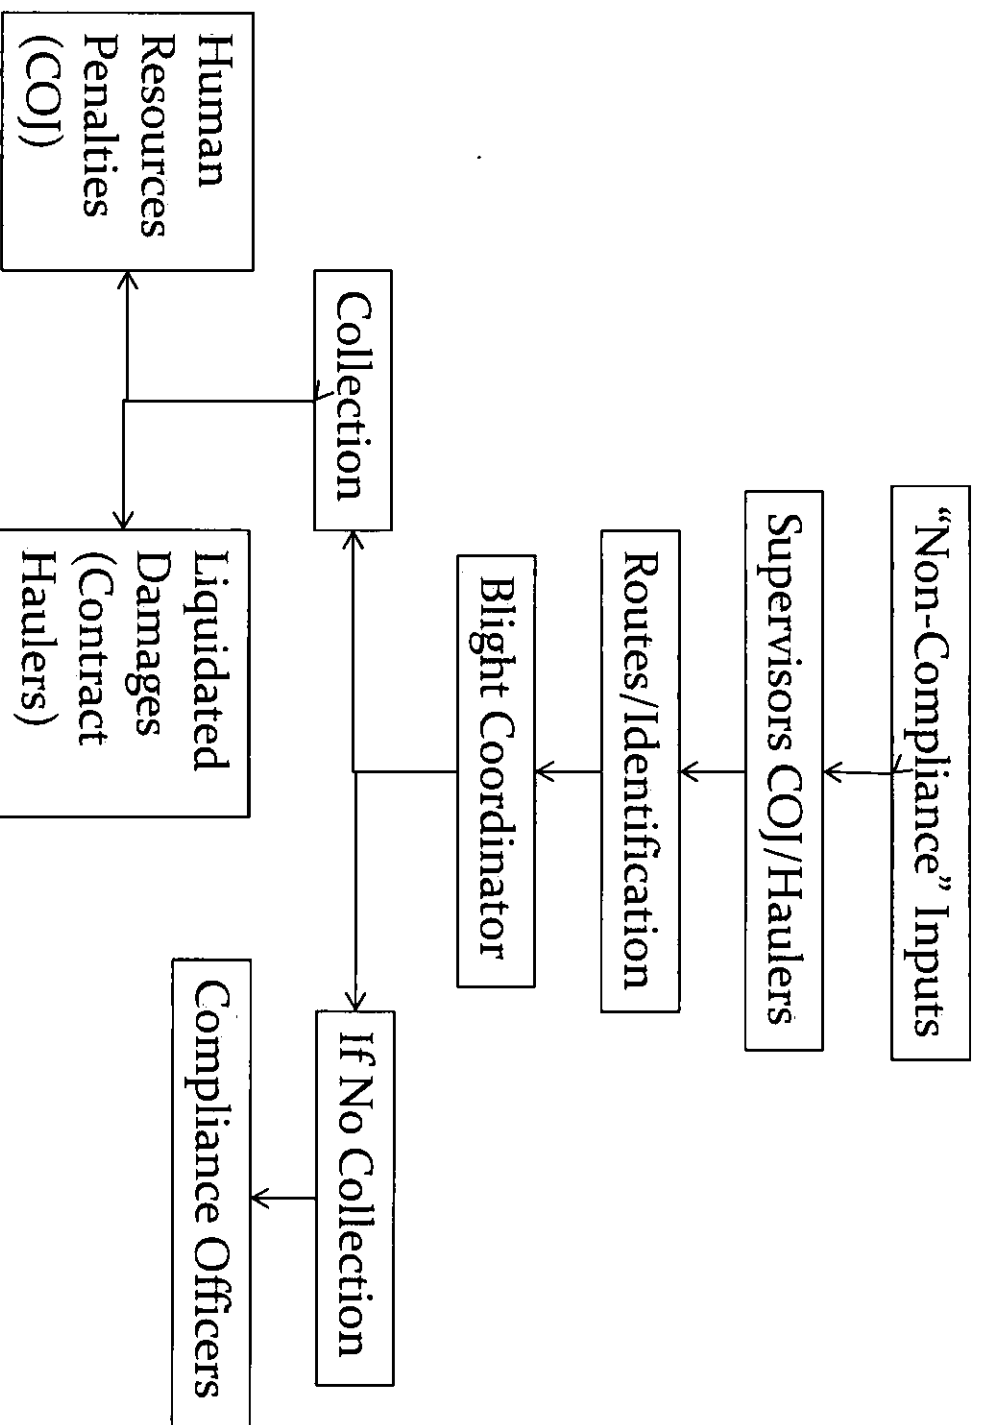 “Non-Compliance” Inputs
Supervisors COJ/Haulers
Routes/Identification
Blight Coordinator
Collection
If No Collection
Human
Resources
Penalties
(COJ)
Liquidated
Damages
(Contract
Haulers)
Compliance Officers